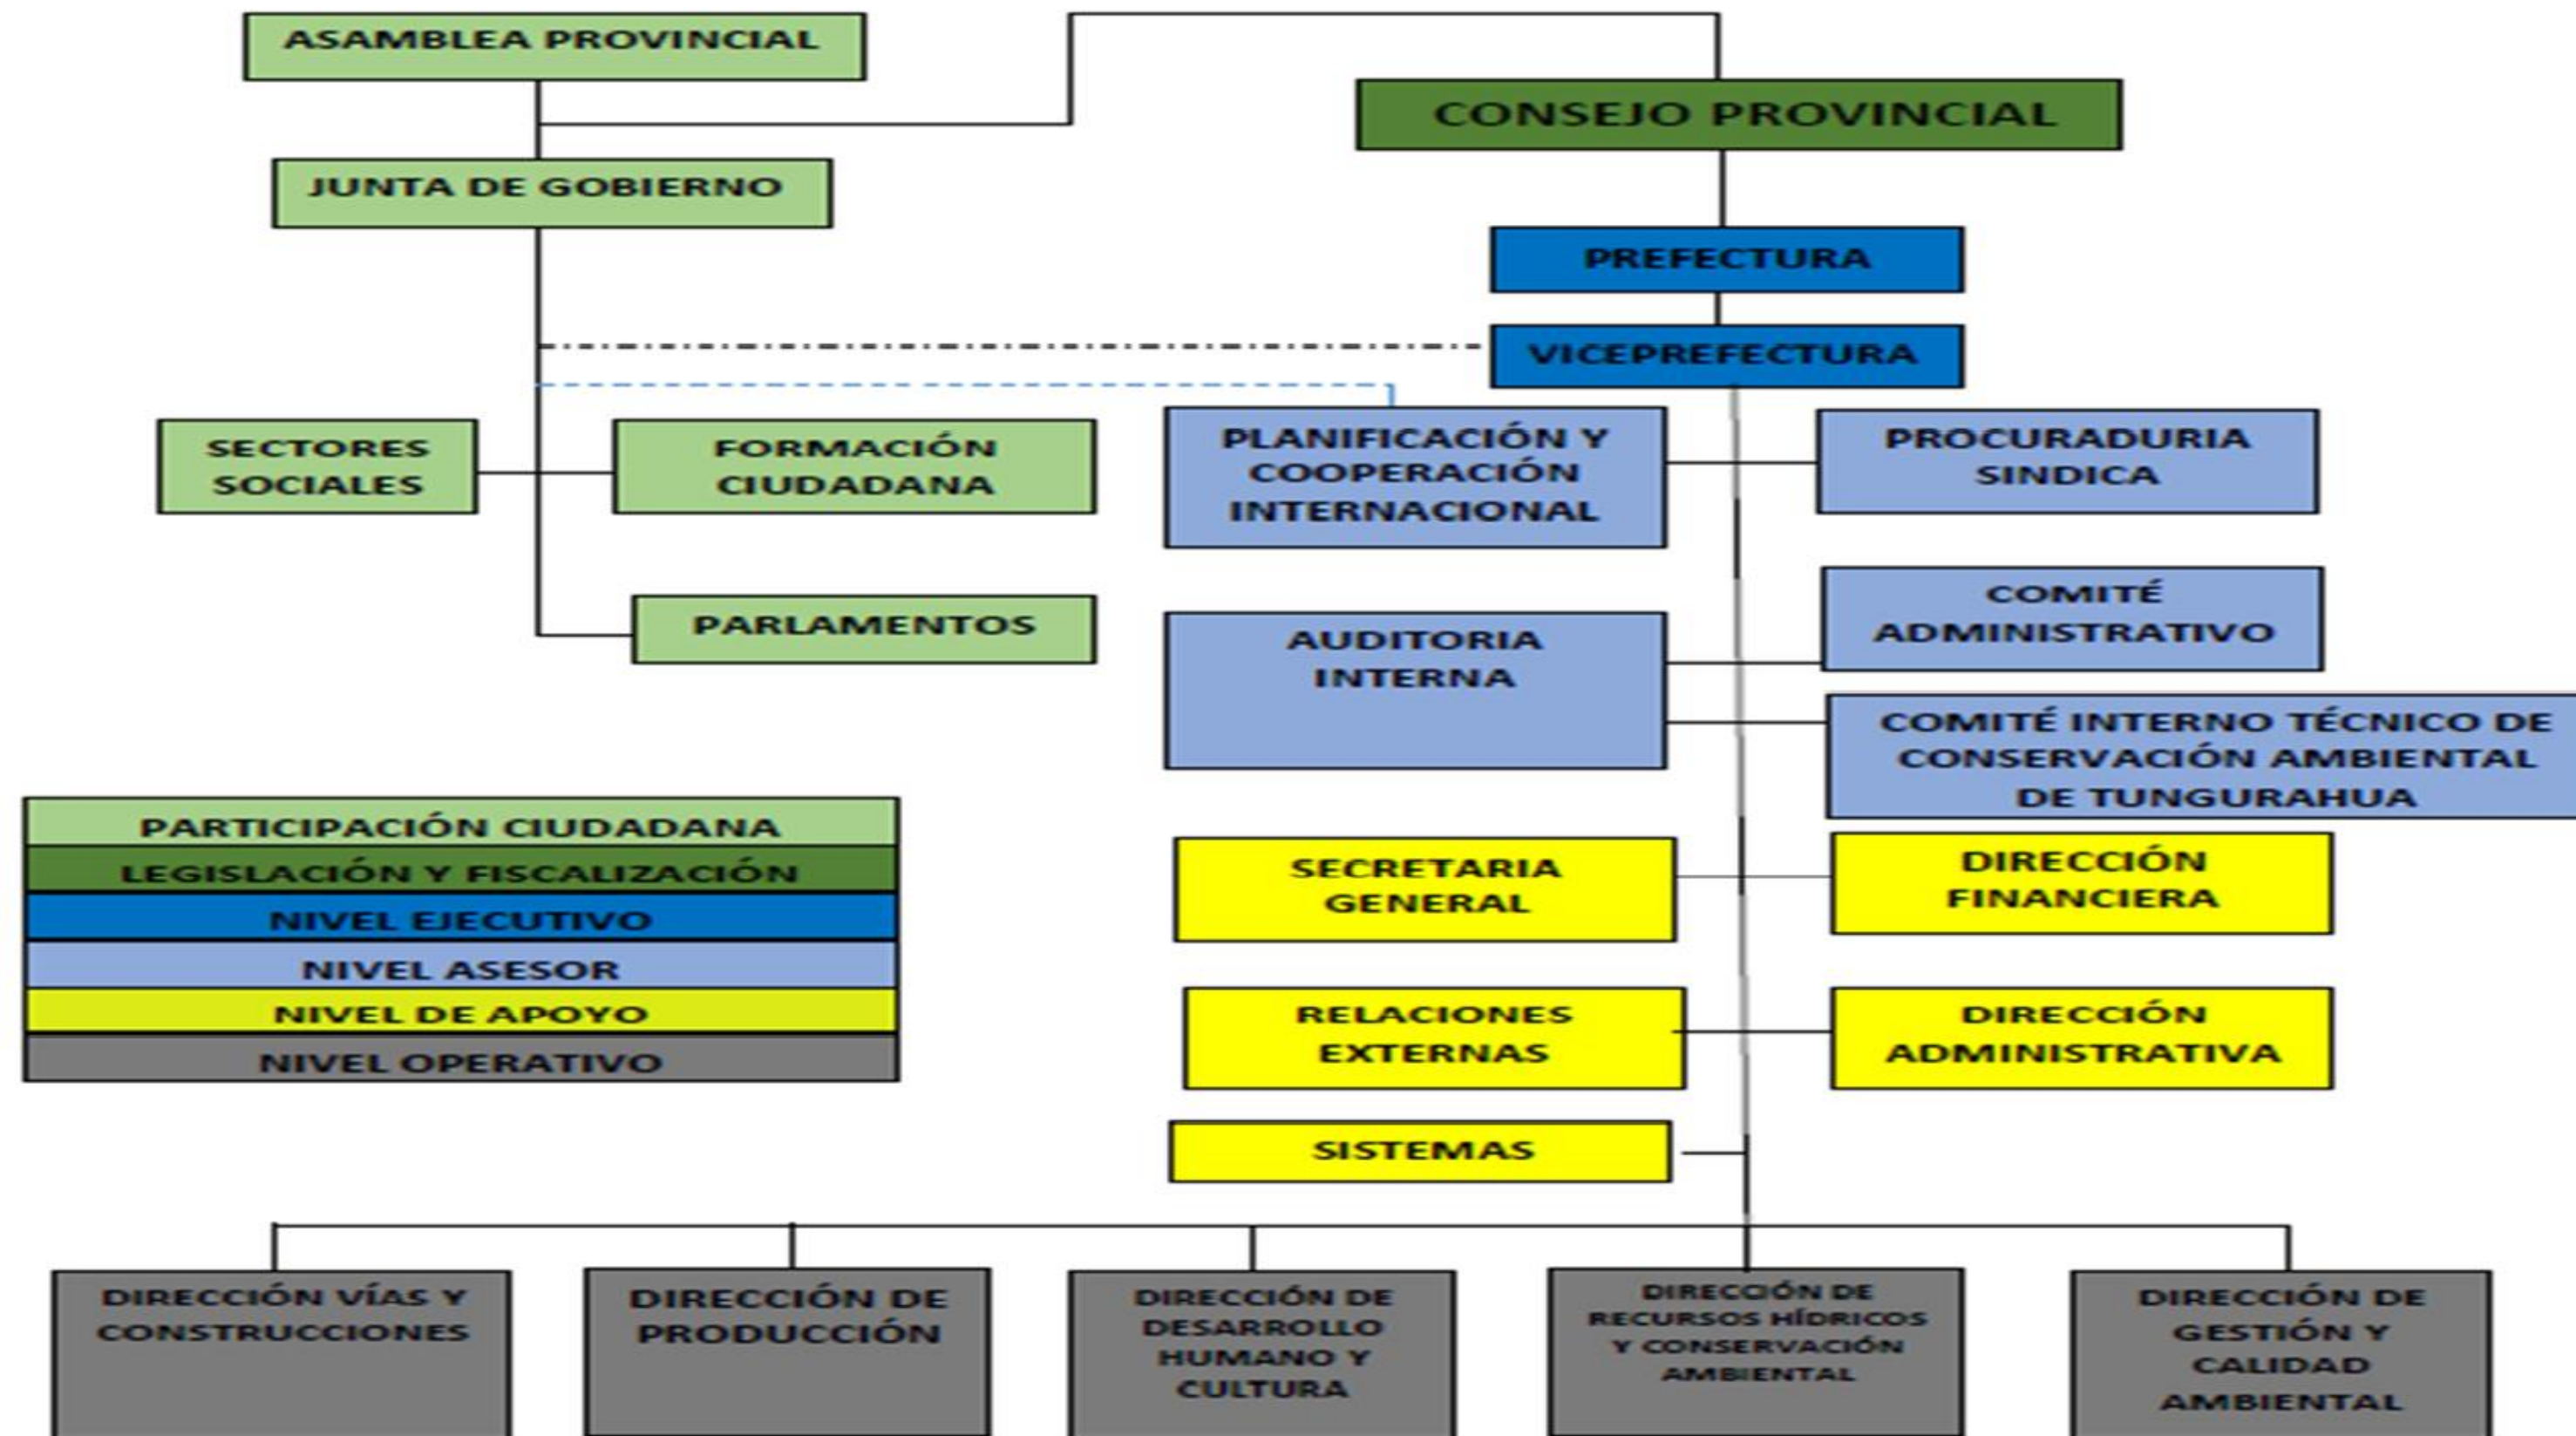 ASAMBLEA PROVINCIAL
CONSEJO PROVINCIAL
JUNTA DE GOBIERNO
PREFECTURA
VICEPREFECTURA
SECTORES
SOCIALES
FORMACIÓN
CIUDADANA
PARLAMENTOS
PLANIFICACIÓN Y
COOPERACIÓN
INTERNACIONAL
PROCURADURIA
SINDICA
AUDITORIA
INTERNA
COMITÉ
ADMINISTRATIVO
COMITÉ INTERNO TÉCNICO DE
CONSERVACIÓN AMBIENTAL
DE TUNGURAHUA
PARTICIPACIÓN CIUDADANA
LEGISLACIÓN Y FISCALIZACIÓN
NIVEL EJECUTIVO
NIVEL ASESOR
NIVEL DE APOYO
NIVEL OPERATIVO
SECRETARIA
GENERAL
DIRECCIÓN
FINANCIERA
RELACIONES
EXTERNAS
DIRECCIÓN
ADMINISTRATIVA
SISTEMAS
DIRECCIÓN VÍAS Y
CONSTRUCCIONES
DIRECCIÓN DE
PRODUCCIÓN
DIRECCIÓN DE
DESARROLLO
HUMANO Y
CULTURA
DIRECCIÓN DE
RECURSOS HÍDRICOS
Y CONSERVACIÓN
AMBIENTAL
DIRECCIÓN DE
GESTIÓN Y
CALIDAD
AMBIENTAL